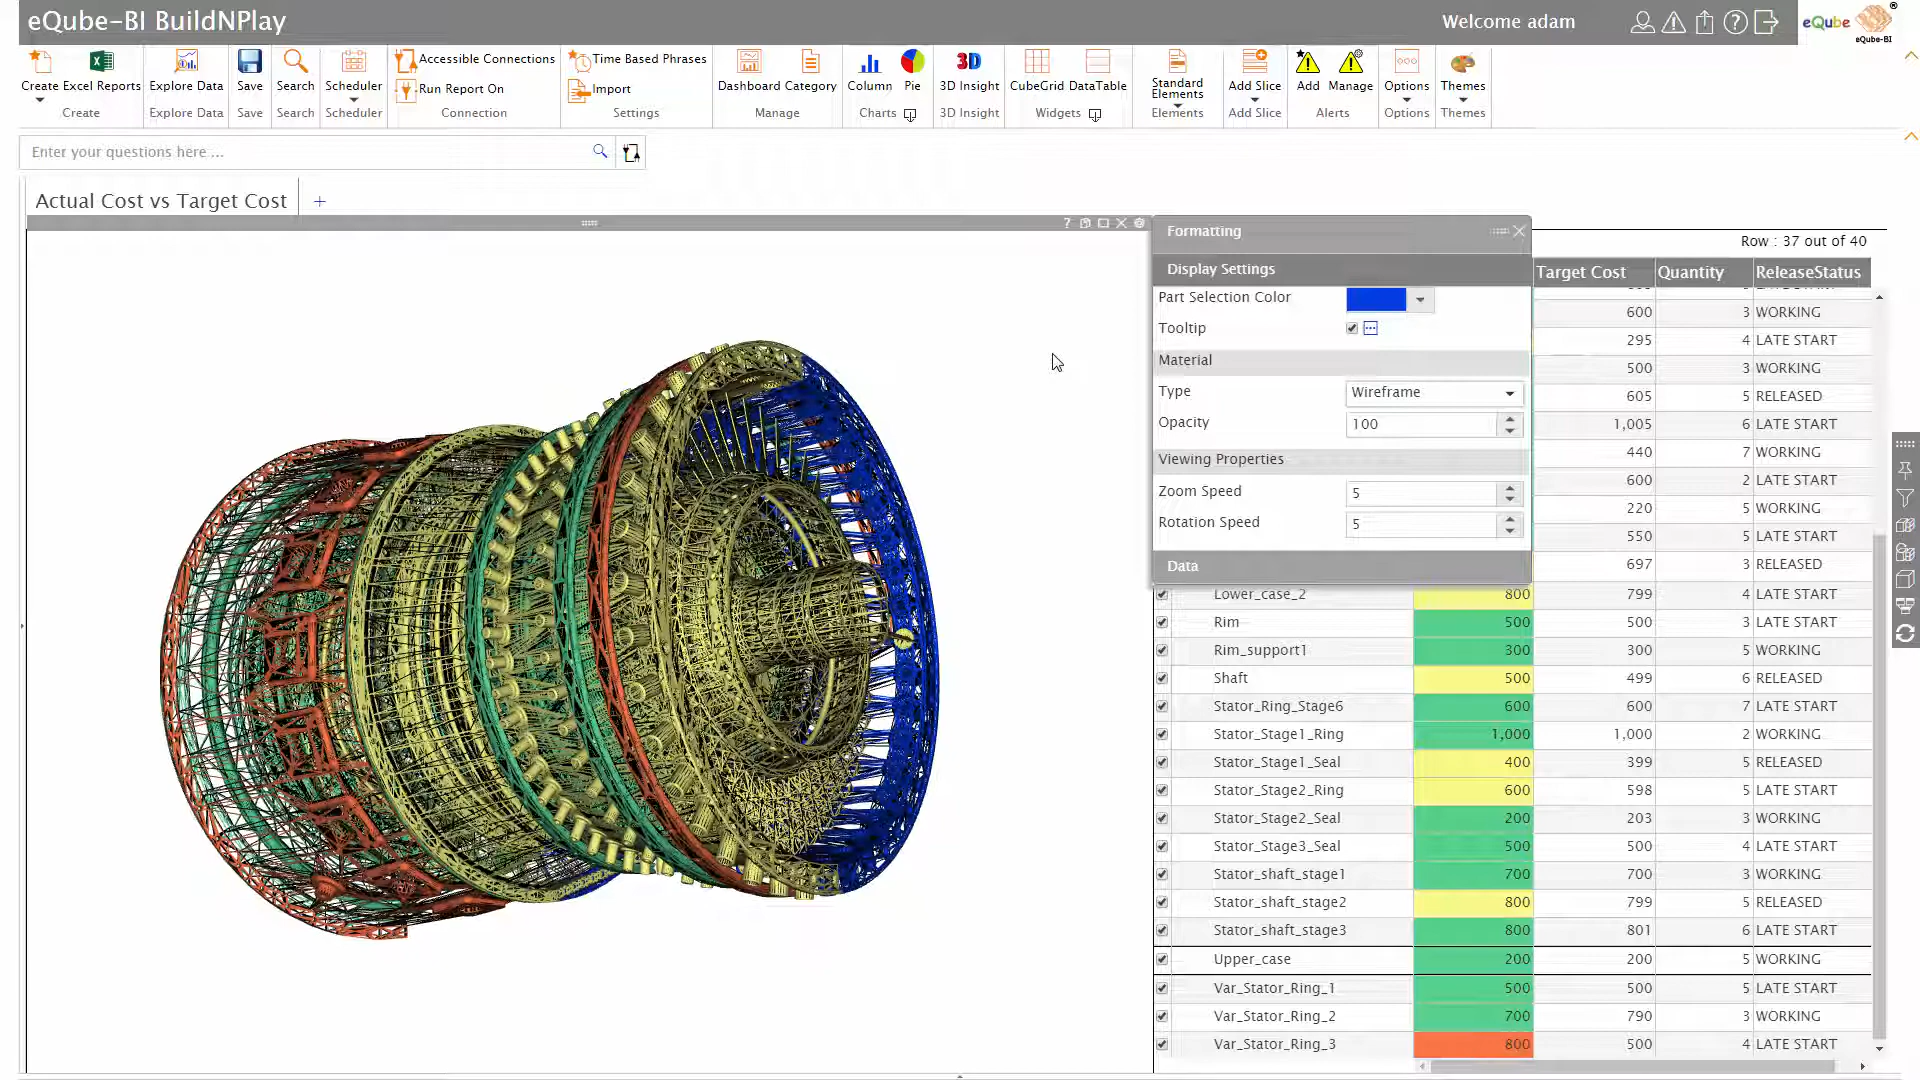 eQube-BI BuildNPlay
Welcome adam
eQube
eQube-BI
Create Excel Reports
Create
Explore Data
Explore Data
Save
Save
Search
Search
Scheduler
Scheduler
Accessible Connections
Run Report On
Connection
Time Based Phrases
Import
Settings
Dashboard Category
Manage
Column Pie
Charts
3D
3D Insight
3D Insight
CubeGrid DataTable
Widgets
Standard
Elements
Elements
Add Slice
Add Slice
Add Manage
Alerts
Options
Options
Themes
Themes
Enter your questions here ...
Actual Cost vs Target Cost +
Formatting
Display Settings
Part Selection Color
Tooltip
Material
Type Wireframe
Opacity 100
Viewing Properties
Zoom Speed 5
Rotation Speed 5
Data
Row : 37 out of 40
Target Cost Quantity ReleaseStatus
600 3 WORKING
295 4 LATE START
500 3 WORKING
605 5 RELEASED
1,005 6 LATE START
440 7 WORKING
600 2 LATE START
220 5 WORKING
550 5 LATE START
697 3 RELEASED
Lower_case_2 800 799 4 LATE START
Rim 500 500 3 LATE START
Rim_support1 300 300 5 WORKING
Shaft 500 499 6 RELEASED
Stator_Ring_Stage6 600 600 7 LATE START
Stator_Stage1_Ring 1,000 1,000 2 WORKING
Stator_Stage1_Seal 400 399 5 RELEASED
Stator_Stage2_Ring 600 598 5 LATE START
Stator_Stage2_Seal 200 203 3 WORKING
Stator_Stage3_Seal 500 500 4 LATE START
Stator_shaft_stage1 700 700 3 WORKING
Stator_shaft_stage2 800 799 5 RELEASED
Stator_shaft_stage3 800 801 6 LATE START
Upper_case 200 200 5 WORKING
Var_Stator_Ring_1 500 500 5 LATE START
Var_Stator_Ring_2 700 790 3 WORKING
Var_Stator_Ring_3 800 500 4 LATE START